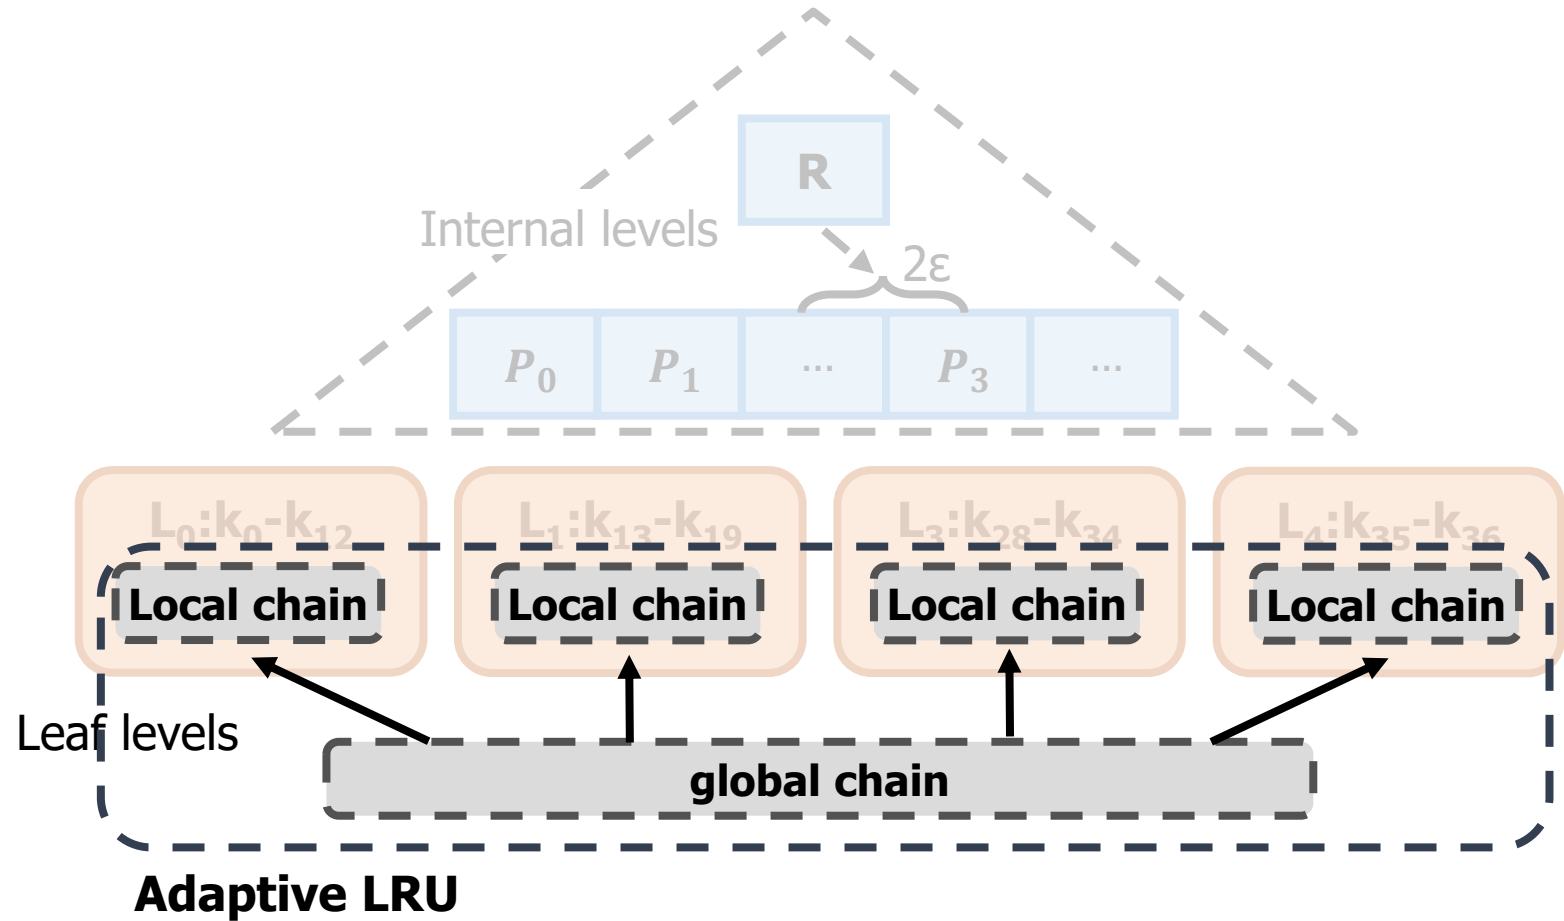 R
Internal levels
2ε
P₀ P₁ ... P₃ ...
L₀:k₀-k₁₂ L₁:k₁₃-k₁₉ L₃:k₂₈-k₃₄ L₄:k₃₅-k₃₆
Local chain Local chain Local chain Local chain
Leaf levels
global chain
Adaptive LRU